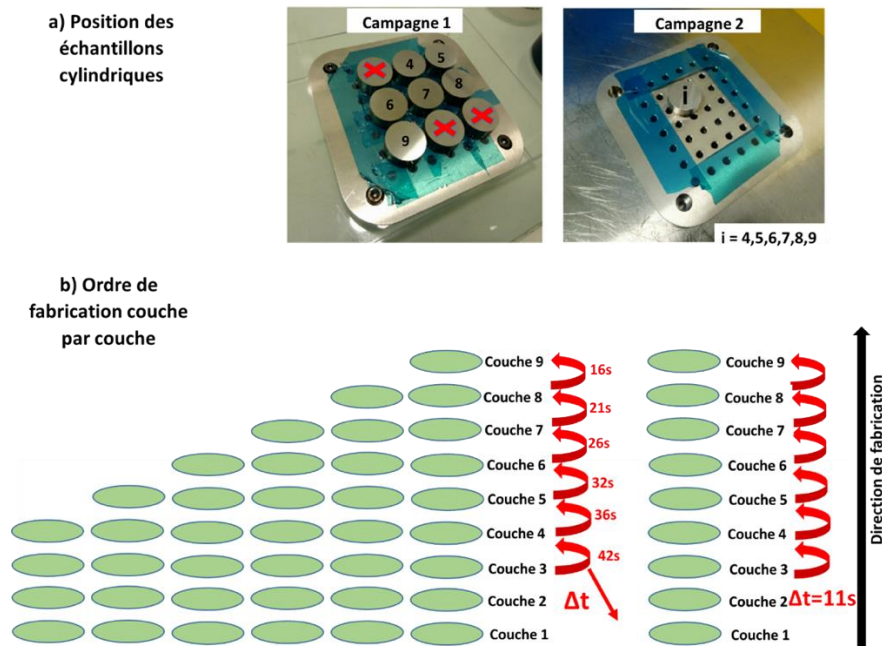 a) Position des
échantillons
cylindriques
Campagne 1
4
5
6
7
8
9
Campagne 2
i
i = 4,5,6,7,8,9
b) Ordre de
fabrication couche
par couche
Couche 9
16s
Couche 8
21s
Couche 7
26s
Couche 6
32s
Couche 5
36s
Couche 4
42s
Couche 3
Δt
Couche 2
Couche 1
Couche 9
Couche 8
Couche 7
Couche 6
Couche 5
Couche 4
Couche 3
Couche 2
Δt=11s
Couche 1
Direction de fabrication